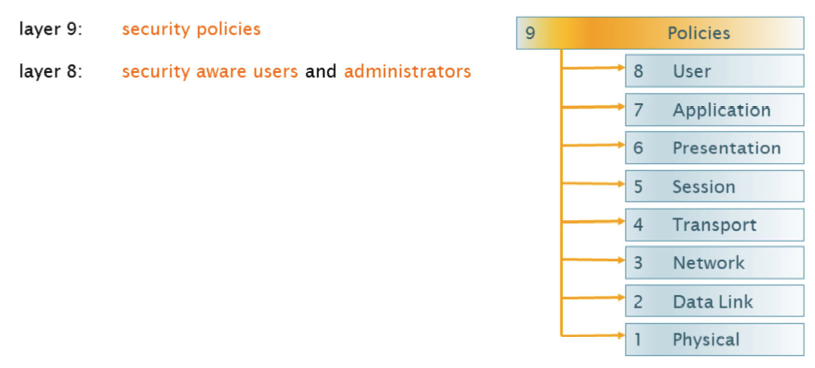 layer 9: security policies
layer 8: security aware users and administrators
9 Policies
8 User
7 Application
6 Presentation
5 Session
4 Transport
3 Network
2 Data Link
1 Physical